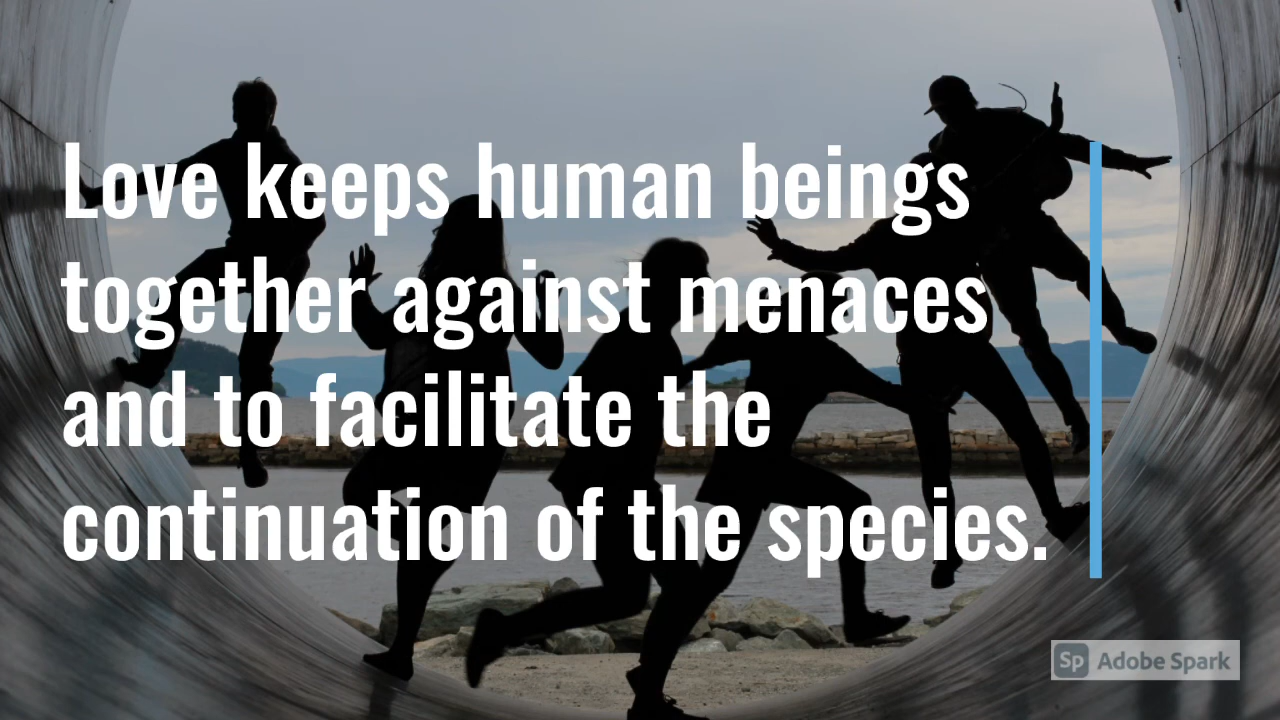 Love keeps human beings
together against menaces
and to facilitate the
continuation of the species.
Sp Adobe Spark